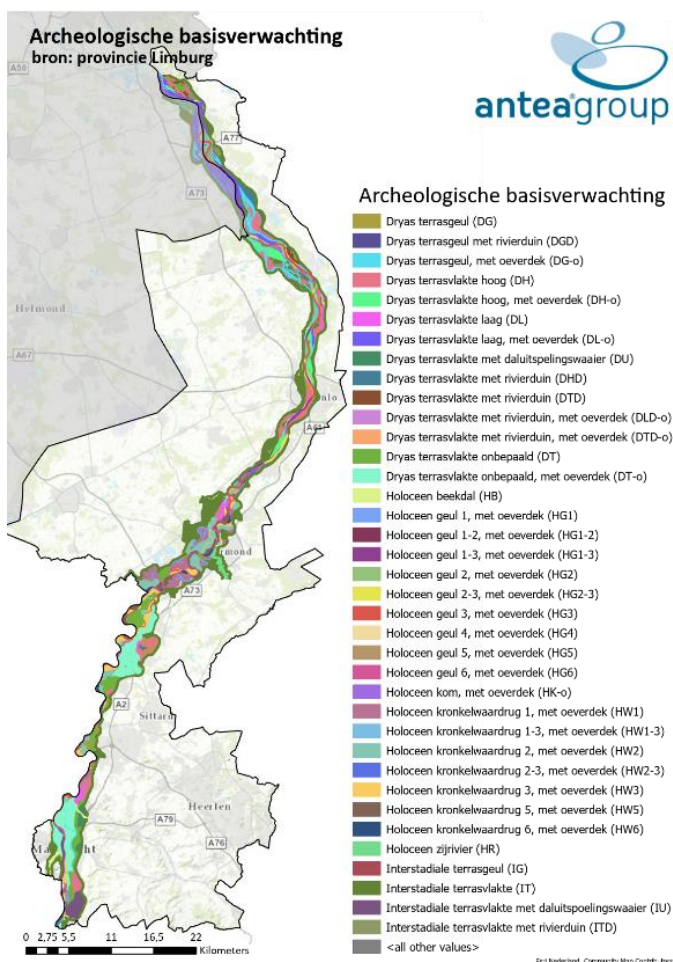 Archeologische basisverwachting
bron: provincie Limburg
anteagroup
A50
A77
A73
Helmond
A67
A73
A2
Sittard
Heerlen
A79
A76
0 2,75 5,5 11 16,5 22
Kilometers
Archeologische basisverwachting
Dryas terrasgeul (DG)
Dryas terrasgeul met rivierduin (DGD)
Dryas terrasgeul, met oeverdek (DG-o)
Dryas terrasvlakte hoog (DH)
Dryas terrasvlakte hoog, met oeverdek (DH-o)
Dryas terrasvlakte laag (DL)
Dryas terrasvlakte laag, met oeverdek (DL-o)
Dryas terrasvlakte met daluitspelingswaaier (DU)
Dryas terrasvlakte met rivierduin (DHD)
Dryas terrasvlakte met rivierduin (DTD)
Dryas terrasvlakte met rivierduin, met oeverdek (DLD-o)
Dryas terrasvlakte met rivierduin, met oeverdek (DTD-o)
Dryas terrasvlakte onbepaald (DT)
Dryas terrasvlakte onbepaald, met oeverdek (DT-o)
Holoceen beekdal (HB)
Holoceen geul 1, met oeverdek (HG1)
Holoceen geul 1-2, met oeverdek (HG1-2)
Holoceen geul 1-3, met oeverdek (HG1-3)
Holoceen geul 2, met oeverdek (HG2)
Holoceen geul 2-3, met oeverdek (HG2-3)
Holoceen geul 3, met oeverdek (HG3)
Holoceen geul 4, met oeverdek (HG4)
Holoceen geul 5, met oeverdek (HG5)
Holoceen geul 6, met oeverdek (HG6)
Holoceen kom, met oeverdek (HK-o)
Holoceen kronkelwaardrug 1, met oeverdek (HW1)
Holoceen kronkelwaardrug 1-3, met oeverdek (HW1-3)
Holoceen kronkelwaardrug 2, met oeverdek (HW2)
Holoceen kronkelwaardrug 2-3, met oeverdek (HW2-3)
Holoceen kronkelwaardrug 3, met oeverdek (HW3)
Holoceen kronkelwaardrug 5, met oeverdek (HW5)
Holoceen kronkelwaardrug 6, met oeverdek (HW6)
Holoceen zijrivier (HR)
Interstadiale terrasgeul (IG)
Interstadiale terrasvlakte (IT)
Interstadiale terrasvlakte met daluitspoelingswaaier (IU)
Interstadiale terrasvlakte met rivierduin (ITD)
<all other values>